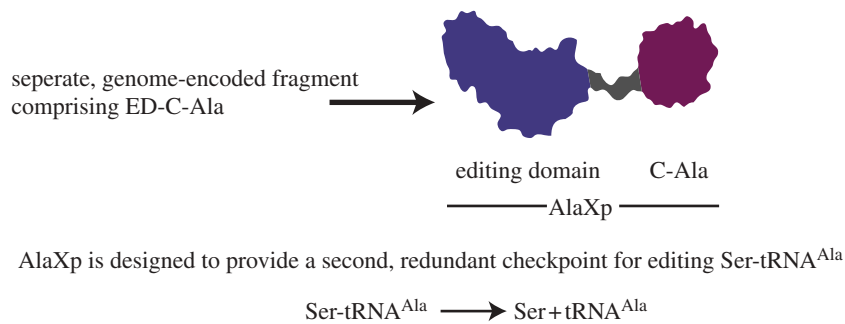 seperate, genome-encoded fragment
comprising ED-C-Ala
editing domain C-Ala
AlaXp
AlaXp is designed to provide a second, redundant checkpoint for editing Ser-tRNA^Ala
Ser-tRNA^Ala ⟶ Ser+tRNA^Ala